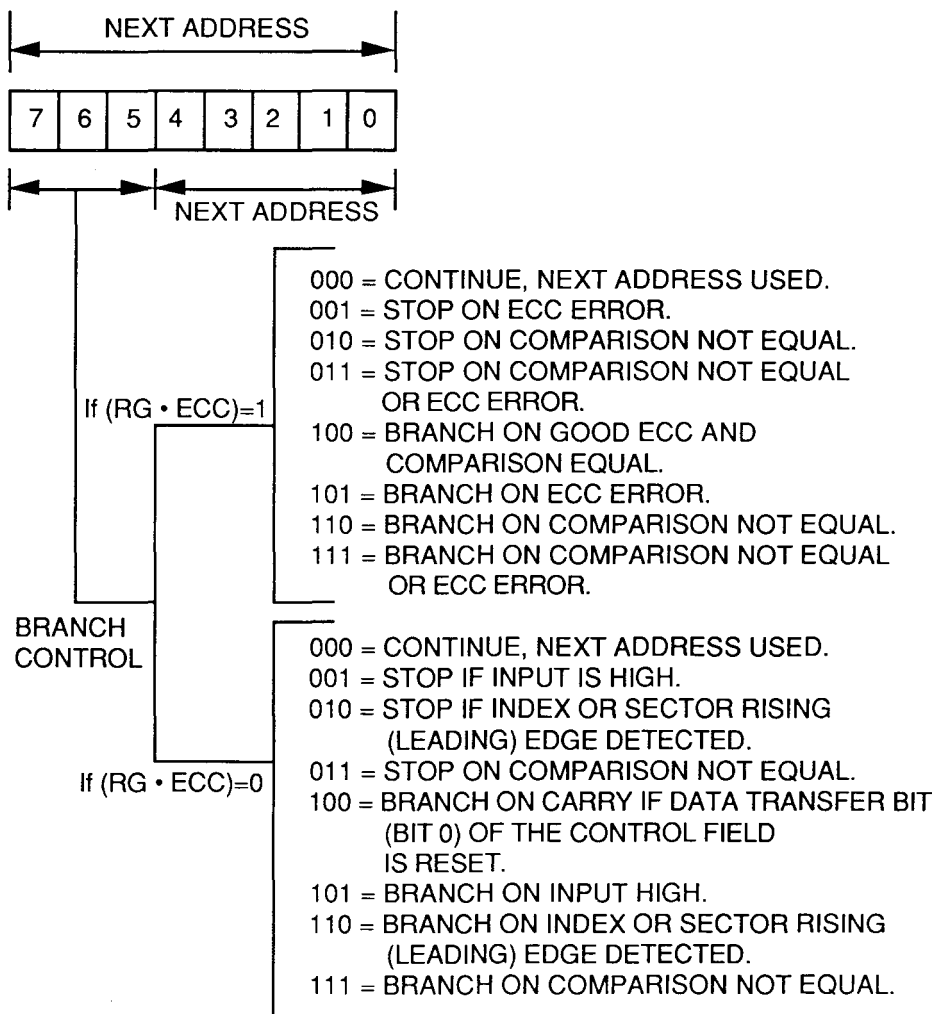 NEXT ADDRESS
7 6 5 4 3 2 1 0
NEXT ADDRESS
000 = CONTINUE, NEXT ADDRESS USED.
001 = STOP ON ECC ERROR.
010 = STOP ON COMPARISON NOT EQUAL.
011 = STOP ON COMPARISON NOT EQUAL
OR ECC ERROR.
If (RG • ECC)=1
100 = BRANCH ON GOOD ECC AND
COMPARISON EQUAL.
101 = BRANCH ON ECC ERROR.
110 = BRANCH ON COMPARISON NOT EQUAL.
111 = BRANCH ON COMPARISON NOT EQUAL
OR ECC ERROR.
BRANCH
CONTROL
000 = CONTINUE, NEXT ADDRESS USED.
001 = STOP IF INPUT IS HIGH.
010 = STOP IF INDEX OR SECTOR RISING
(LEADING) EDGE DETECTED.
If (RG • ECC)=0
011 = STOP ON COMPARISON NOT EQUAL.
100 = BRANCH ON CARRY IF DATA TRANSFER BIT
(BIT 0) OF THE CONTROL FIELD
IS RESET.
101 = BRANCH ON INPUT HIGH.
110 = BRANCH ON INDEX OR SECTOR RISING
(LEADING) EDGE DETECTED.
111 = BRANCH ON COMPARISON NOT EQUAL.